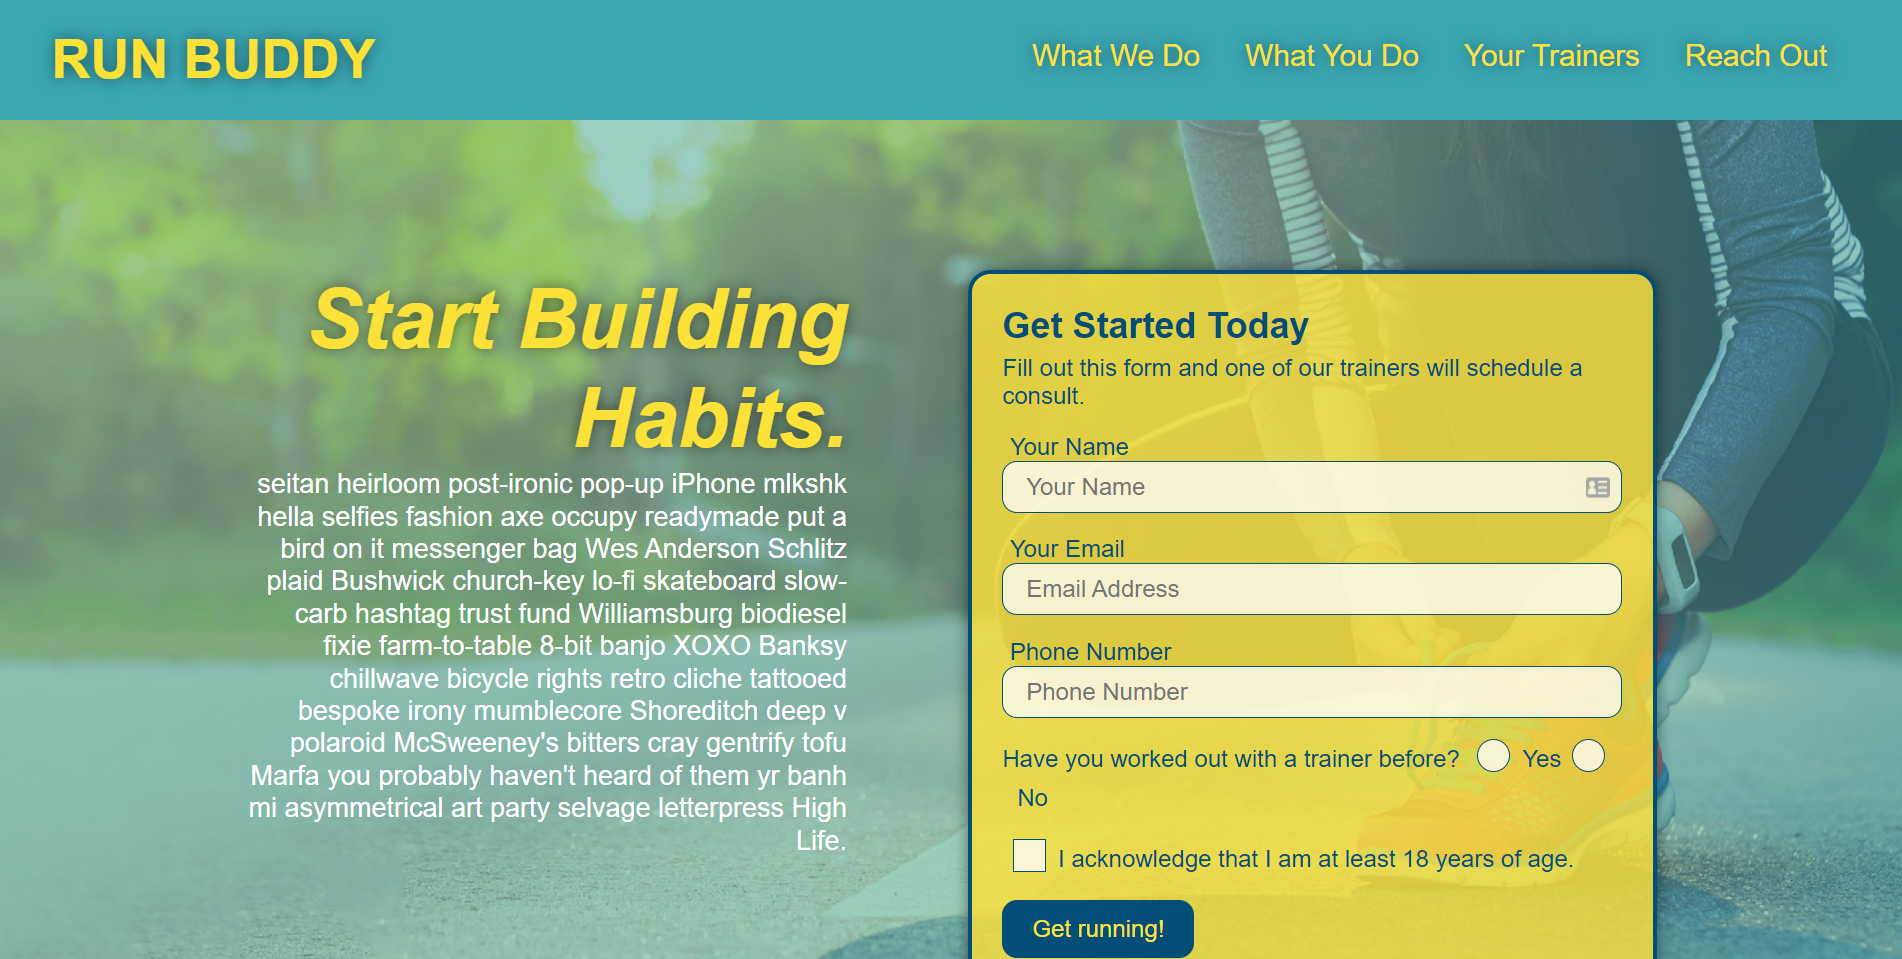 RUN BUDDY
What We Do What You Do Your Trainers Reach Out
Start Building
Habits.
seitan heirloom post-ironic pop-up iPhone mlkshk
hella selfies fashion axe occupy readymade put a
bird on it messenger bag Wes Anderson Schlitz
plaid Bushwick church-key lo-fi skateboard slow-
carb hashtag trust fund Williamsburg biodiesel
fixie farm-to-table 8-bit banjo XOXO Banksy
chillwave bicycle rights retro cliche tattooed
bespoke irony mumblecore Shoreditch deep v
polaroid McSweeney's bitters cray gentrify tofu
Marfa you probably haven't heard of them yr banh
mi asymmetrical art party selvage letterpress High
Life.
Get Started Today
Fill out this form and one of our trainers will schedule a
consult.
Your Name
Your Name
Your Email
Email Address
Phone Number
Phone Number
Have you worked out with a trainer before? Yes
No
I acknowledge that I am at least 18 years of age.
Get running!